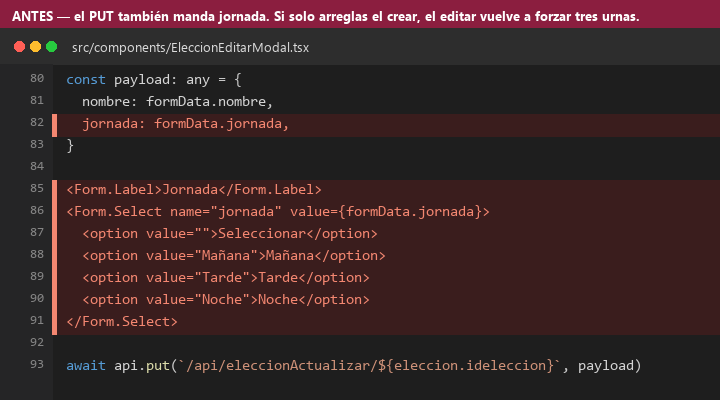 ANTES — el PUT también manda jornada. Si solo arreglas el crear, el editar vuelve a forzar tres urnas.
src/components/EleccionEditarModal.tsx
80 const payload: any = {
81   nombre: formData.nombre,
82   jornada: formData.jornada,
83 }
84
85 <Form.Label>Jornada</Form.Label>
86 <Form.Select name="jornada" value={formData.jornada}>
87   <option value="">Seleccionar</option>
88   <option value="Mañana">Mañana</option>
89   <option value="Tarde">Tarde</option>
90   <option value="Noche">Noche</option>
91 </Form.Select>
92
93 await api.put(`/api/eleccionActualizar/${eleccion.ideleccion}`, payload)